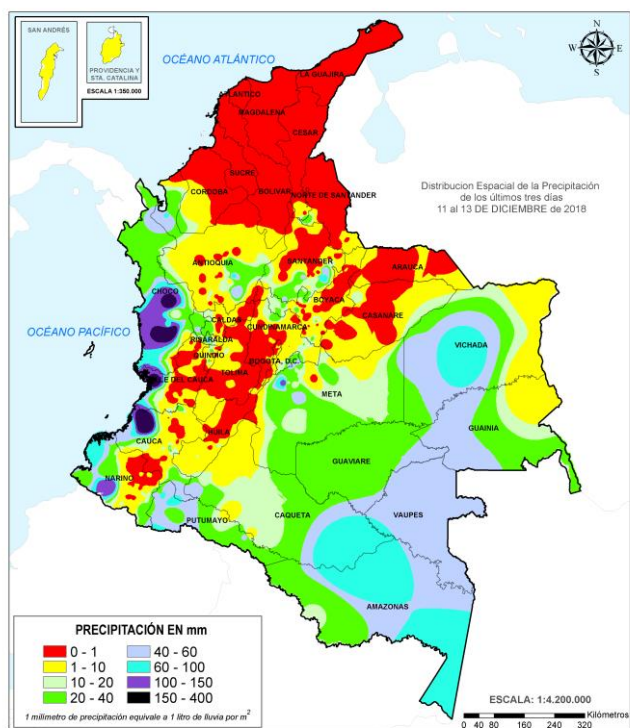 SAN ANDRÉS
PROVIDENCIA Y
STA. CATALINA
ESCALA 1:350.000
OCÉANO ATLÁNTICO
N
W
E
S
LA GUAJIRA
ATLANTICO
MAGDALENA
CESAR
SUCRE
CORDOBA
BOLIVAR
NORTE DE SANTANDER
Distribucion Espacial de la Precipitación
de los últimos tres días
11 al 13 DE DICIEMBRE de 2018
ANTIOQUIA
SANTANDER
ARAUCA
CHOCO
BOYACA
CALDAS
CASANARE
CUNDINAMARCA
OCÉANO PACÍFICO
RISARALDA
VICHADA
QUINDIO
BOGOTA, D.C.
TOLIMA
VALLE DEL CAUCA
META
GUAINIA
CAUCA
HUILA
GUAVIARE
NARIÑO
VAUPES
CAQUETA
PUTUMAYO
AMAZONAS
PRECIPITACIÓN EN mm
0 - 1
40 - 60
1 - 10
60 - 100
10 - 20
100 - 150
20 - 40
150 - 400
1 milimetro de precipitación equivale a 1 litro de lluvia por m²
ESCALA: 1:4.200.000
Kilómetros
0 40 80 160 240 320